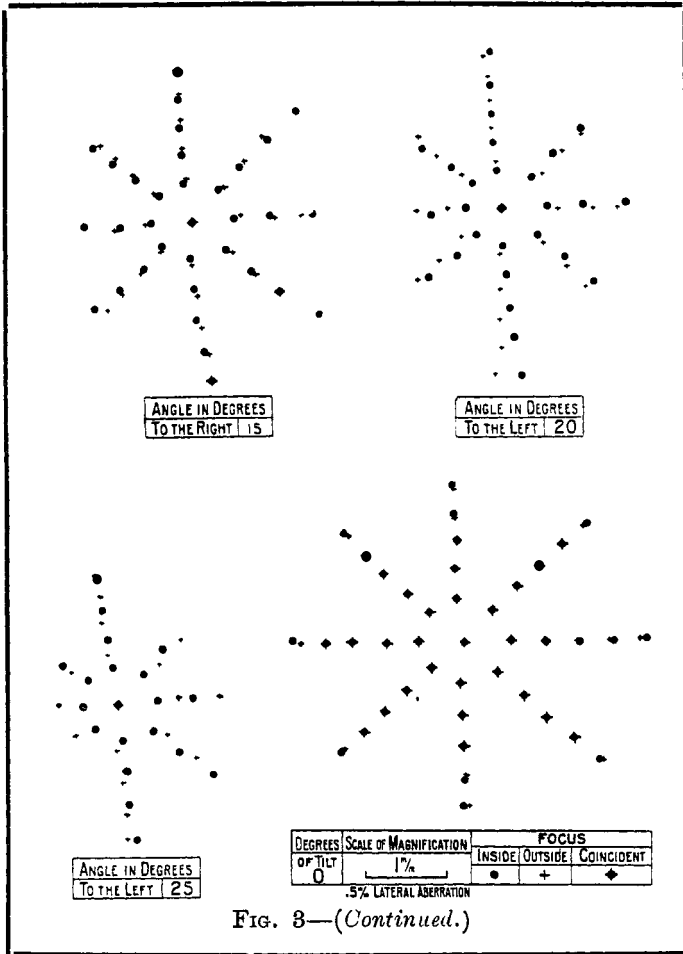 ANGLE IN DEGREES
TO THE RIGHT 15
ANGLE IN DEGREES
TO THE LEFT 20
ANGLE IN DEGREES
TO THE LEFT 25
DEGREES OF TILT 0
SCALE OF MAGNIFICATION
1 m/m
.5% LATERAL ABERRATION
FOCUS
INSIDE OUTSIDE COINCIDENT
FIG. 3—(Continued.)